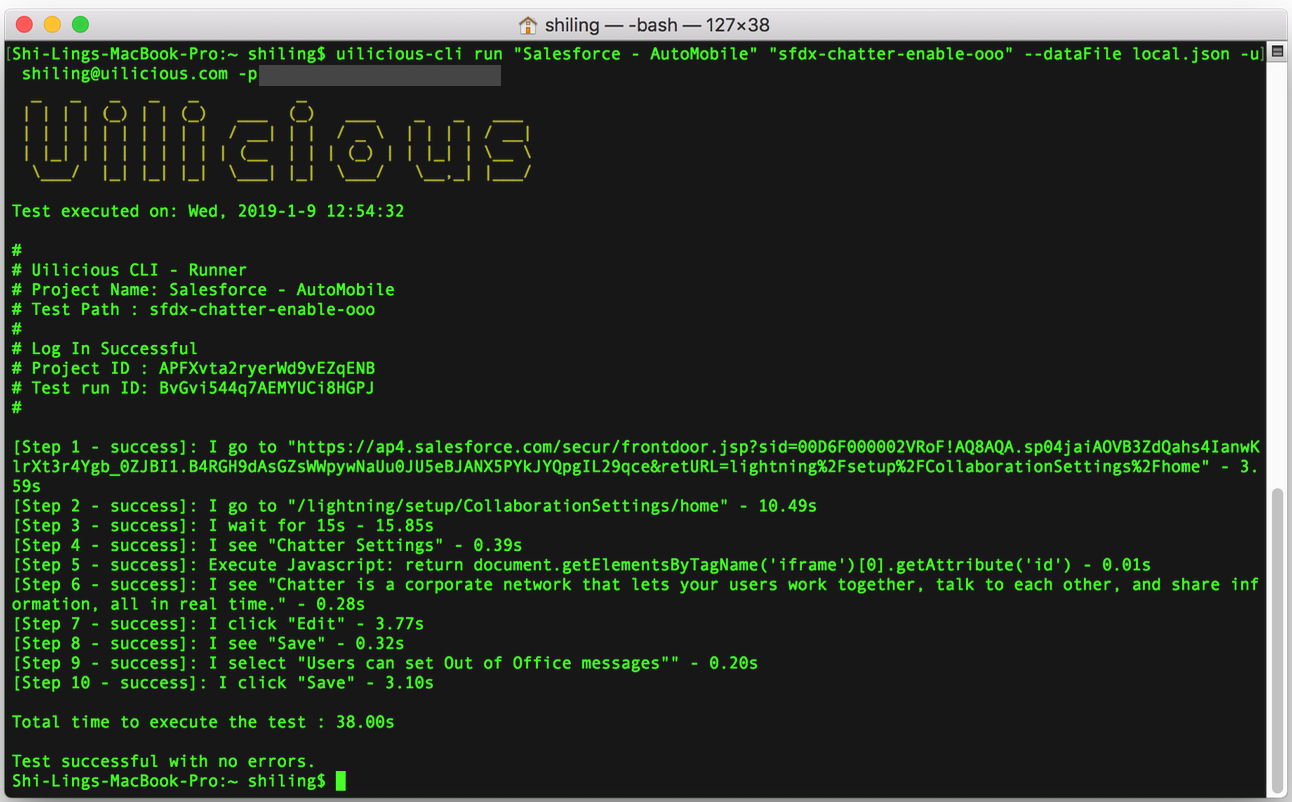 shiling — -bash — 127×38
[Shi-Lings-MacBook-Pro:~ shiling$ uilicious-cli run "Salesforce - AutoMobile" "sfdx-chatter-enable-ooo" --dataFile local.json -u]
shiling@uilicious.com -p
Uilicious
Test executed on: Wed, 2019-1-9 12:54:32
#
# Uilicious CLI - Runner
# Project Name: Salesforce - AutoMobile
# Test Path : sfdx-chatter-enable-ooo
#
# Log In Successful
# Project ID : APFXvta2ryerWd9vEZqENB
# Test run ID: BvGvi544q7AEMYUCi8HGPJ
#
[Step 1 - success]: I go to "https://ap4.salesforce.com/secur/frontdoor.jsp?sid=00D6F000002VRoF!AQ8AQA.sp04jaiAOVB3ZdQahs4IanwK
lrXt3r4Ygb_0ZJBI1.B4RGH9dAsGZsWWpywNaUu0JU5eBJANX5PYkJYQpgIL29qce&retURL=lightning%2Fsetup%2FCollaborationSettings%2Fhome" - 3.
59s
[Step 2 - success]: I go to "/lightning/setup/CollaborationSettings/home" - 10.49s
[Step 3 - success]: I wait for 15s - 15.85s
[Step 4 - success]: I see "Chatter Settings" - 0.39s
[Step 5 - success]: Execute Javascript: return document.getElementsByTagName('iframe')[0].getAttribute('id') - 0.01s
[Step 6 - success]: I see "Chatter is a corporate network that lets your users work together, talk to each other, and share inf
ormation, all in real time." - 0.28s
[Step 7 - success]: I click "Edit" - 3.77s
[Step 8 - success]: I see "Save" - 0.32s
[Step 9 - success]: I select "Users can set Out of Office messages"" - 0.20s
[Step 10 - success]: I click "Save" - 3.10s
Total time to execute the test : 38.00s
Test successful with no errors.
Shi-Lings-MacBook-Pro:~ shiling$